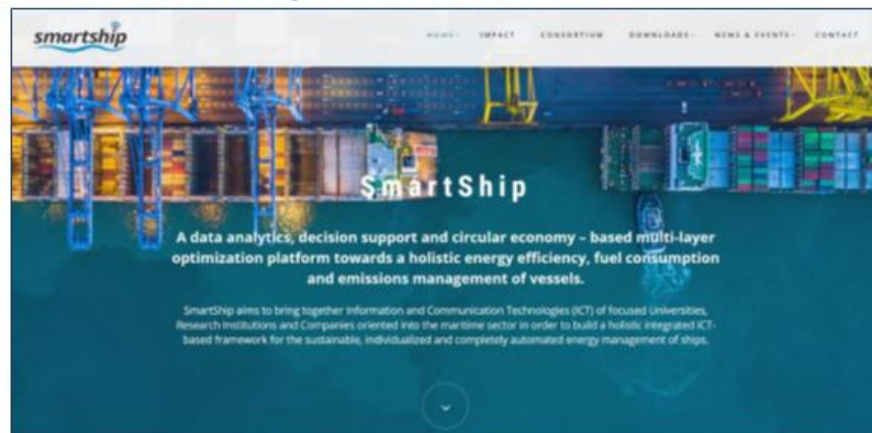 smartship
HOME IMPACT CONSORTIUM DOWNLOADS NEWS & EVENTS CONTACT
SmartShip
A data analytics, decision support and circular economy – based multi-layer
optimization platform towards a holistic energy efficiency, fuel consumption
and emissions management of vessels.
SmartShip aims to bring together Information and Communication Technologies (ICT) of focused Universities,
Research Institutions and Companies oriented into the maritime sector in order to build a holistic integrated ICT-
based framework for the sustainable, individualized and completely automated energy management of ships.